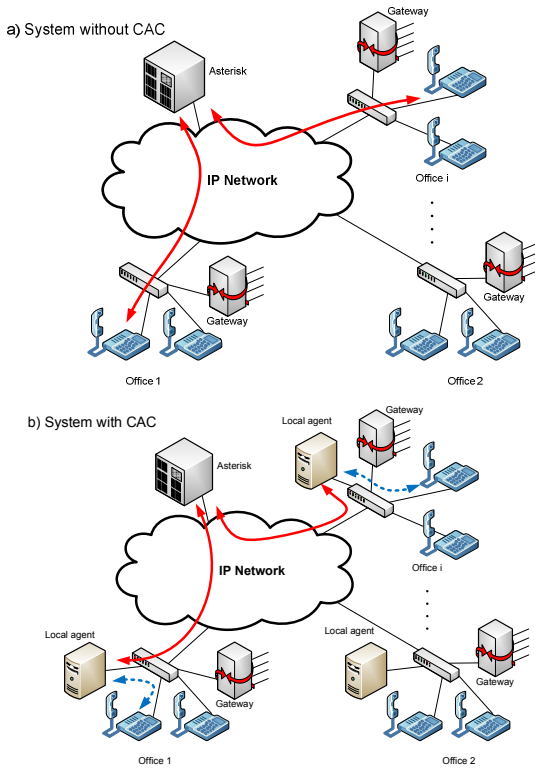 a) System without CAC
Gateway
Asterisk
IP Network
Office i
Gateway
Gateway
Office 1
Office 2
b) System with CAC
Local agent
Gateway
Asterisk
IP Network
Office i
Local agent
Local agent
Gateway
Gateway
Office 1
Office 2